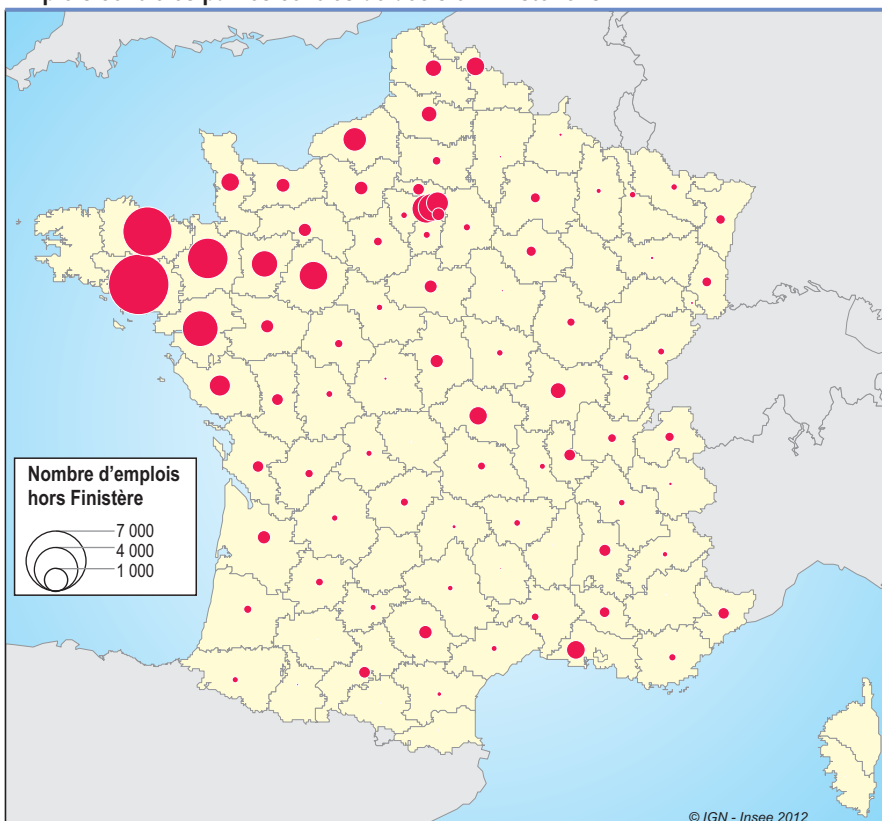 Nombre d'emplois
hors Finistère
7 000
4 000
1 000
© IGN - Insee 2012